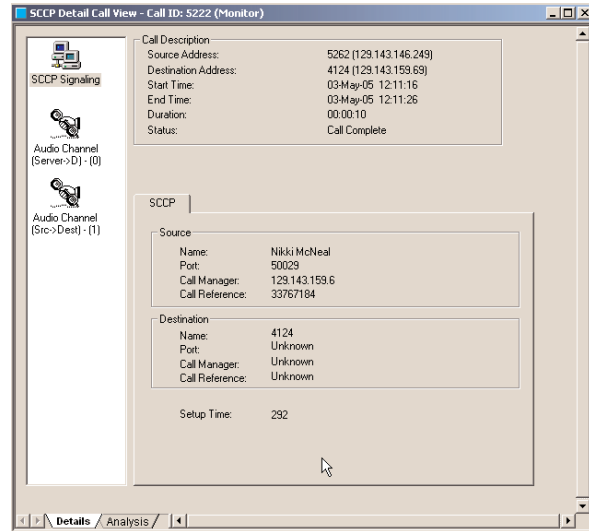 SCCP Detail Call View - Call ID: 5222 (Monitor)
SCCP Signaling
Audio Channel
(Server->D) - (0)
Audio Channel
(Src->Dest) - (1)
Call Description
Source Address: 5262 (129.143.146.249)
Destination Address: 4124 (129.143.159.69)
Start Time: 03-May-05 12:11:16
End Time: 03-May-05 12:11:26
Duration: 00:00:10
Status: Call Complete
SCCP
Source
Name: Nikki McNeal
Port: 50029
Call Manager: 129.143.159.6
Call Reference: 33767184
Destination
Name: 4124
Port: Unknown
Call Manager: Unknown
Call Reference: Unknown
Setup Time: 292
Details Analysis